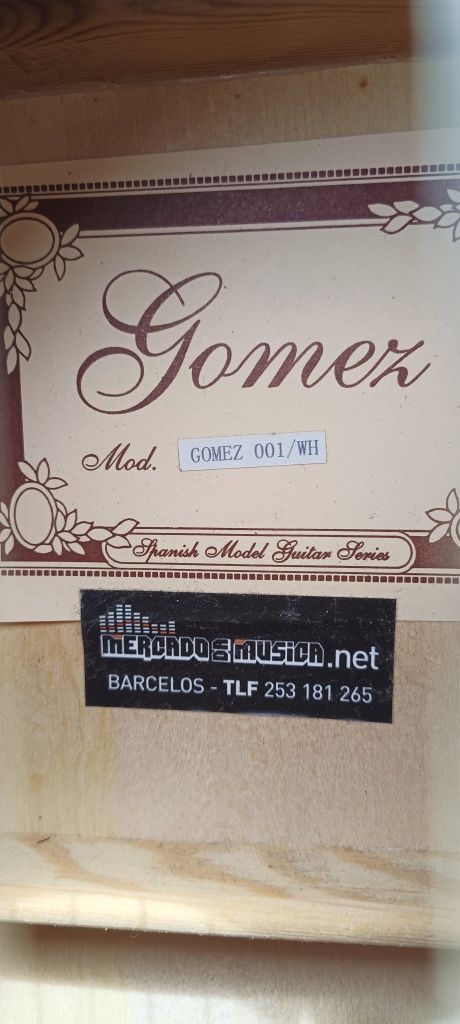 Gomez
Mod. GOMEZ 001/WH
Spanish Model Guitar Series
MERCADO DA MUSICA.net
BARCELOS - TLF 253 181 265